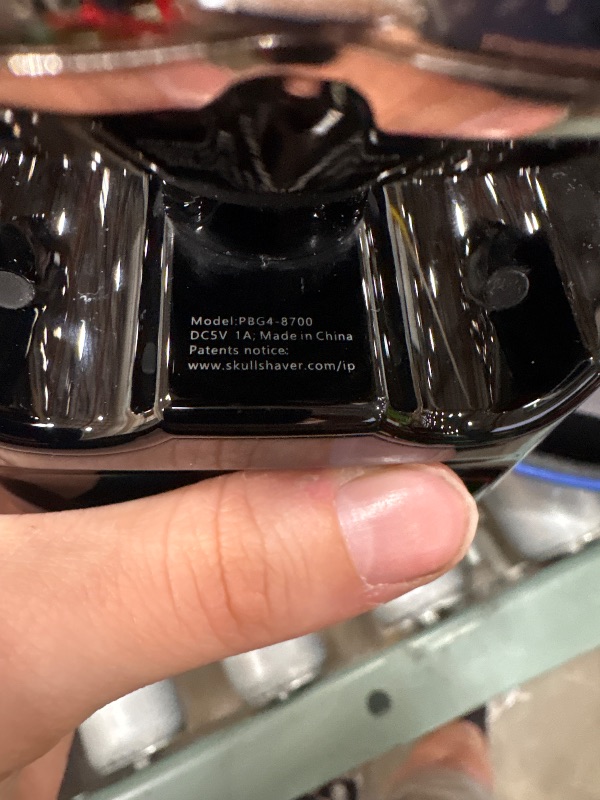 Model:PBG4-8700
DC5V 1A; Made in China
Patents notice:
www.skullshaver.com/ip